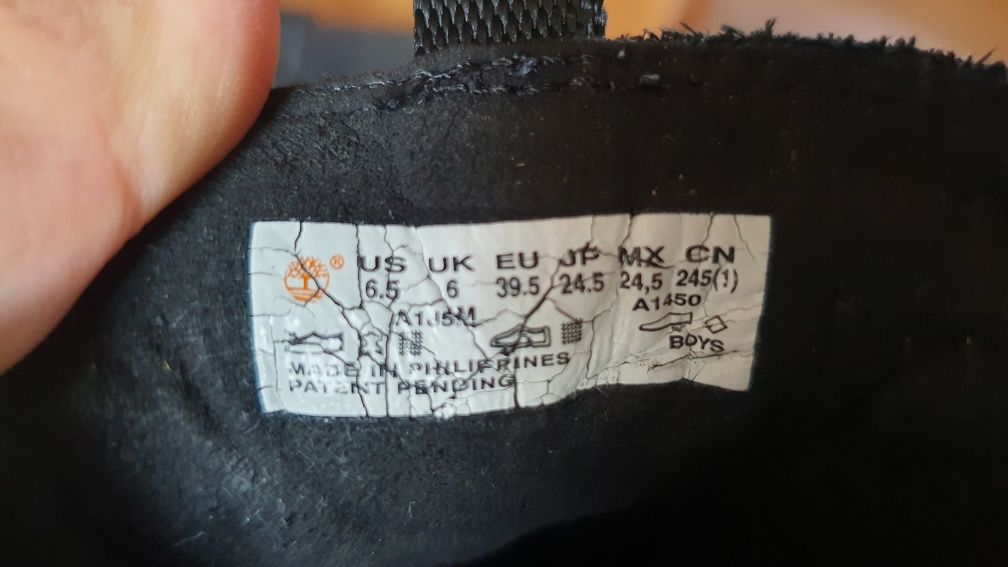 ® US UK EU JP MX CN
6.5 6 39.5 24.5 24,5 245(1)
A1J5M A1450
BOYS
MADE IN PHILIPPINES
PATENT PENDING